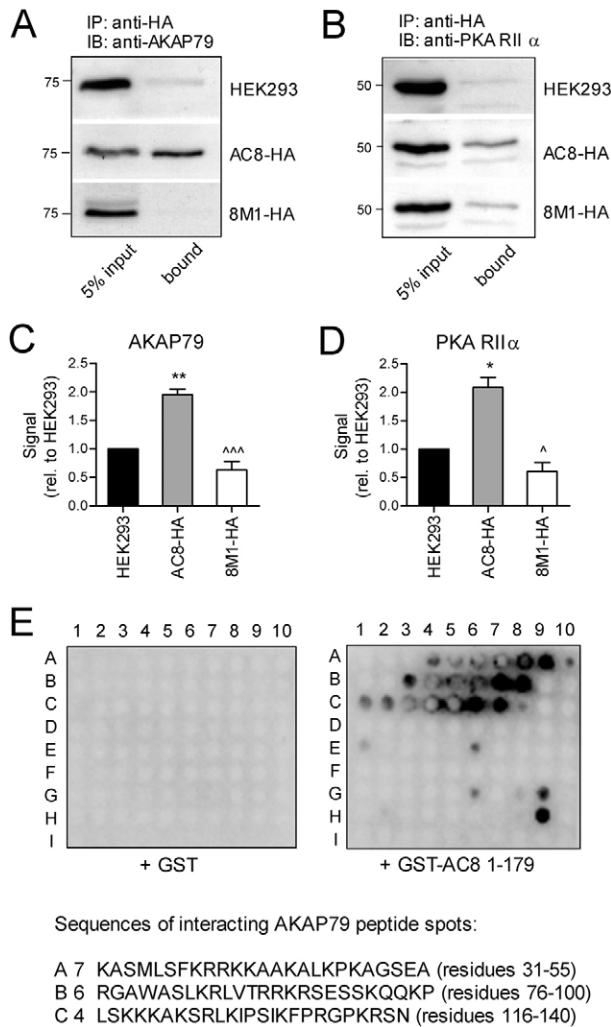 A
IP: anti-HA
IB: anti-AKAP79
75
HEK293
75
AC8-HA
75
8M1-HA
5% input
bound
B
IP: anti-HA
IB: anti-PKA RII α
50
HEK293
50
AC8-HA
50
8M1-HA
5% input
bound
C
AKAP79
Signal
(rel. to HEK293)
2.5
2.0
1.5
1.0
0.5
0.0
**
^^^
HEK293
AC8-HA
8M1-HA
D
PKA RIIα
Signal
(rel. to HEK293)
2.5
2.0
1.5
1.0
0.5
0.0
*
^
HEK293
AC8-HA
8M1-HA
E
1 2 3 4 5 6 7 8 9 10
A
B
C
D
E
F
G
H
I
+ GST
1 2 3 4 5 6 7 8 9 10
A
B
C
D
E
F
G
H
I
+ GST-AC8 1-179
Sequences of interacting AKAP79 peptide spots:
A 7 KASMLSFKRRKKAAKALKPKAGSEA (residues 31-55)
B 6 RGAWASLKRLVTRRKRSESSKQQKP (residues 76-100)
C 4 LSKKKAKSRLKIPSIKFPRGPKRSN (residues 116-140)